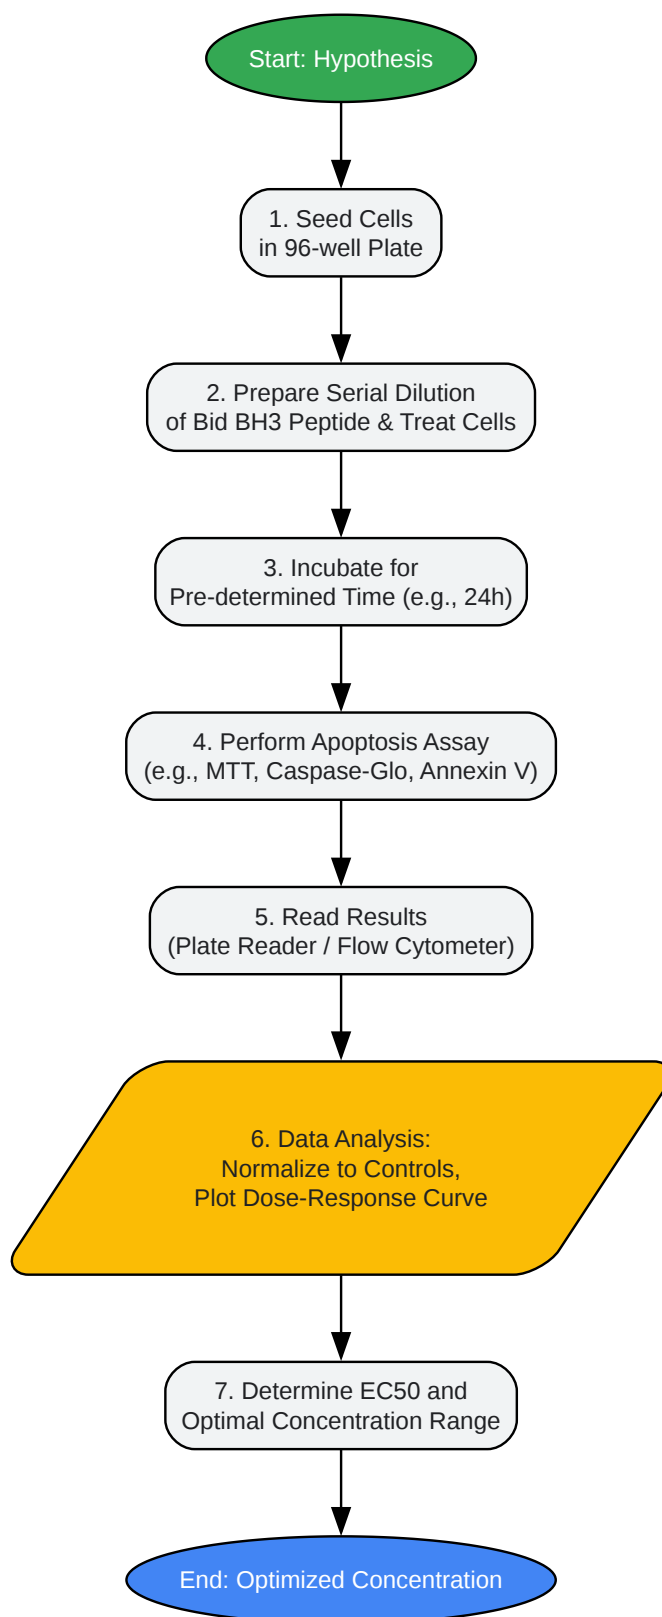 Start: Hypothesis
1. Seed Cells
in 96-well Plate
2. Prepare Serial Dilution
of Bid BH3 Peptide & Treat Cells
3. Incubate for
Pre-determined Time (e.g., 24h)
4. Perform Apoptosis Assay
(e.g., MTT, Caspase-Glo, Annexin V)
5. Read Results
(Plate Reader / Flow Cytometer)
6. Data Analysis:
Normalize to Controls,
Plot Dose-Response Curve
7. Determine EC50 and
Optimal Concentration Range
End: Optimized Concentration